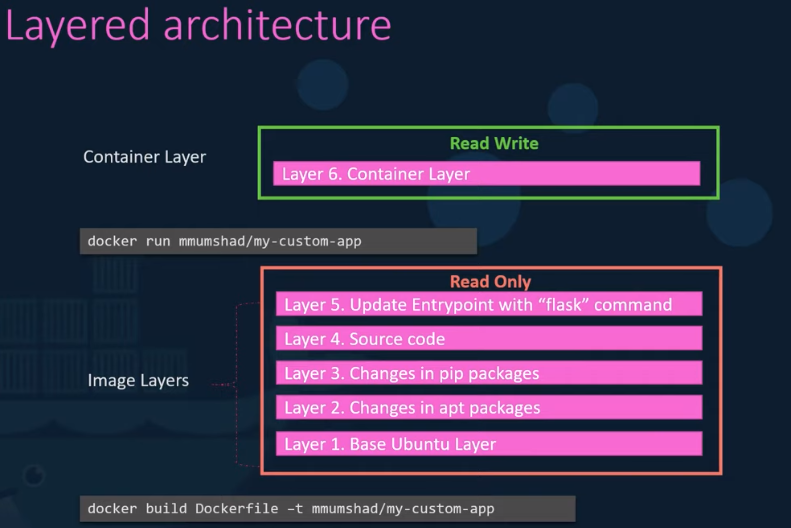 Layered architecture
Read Write
Container Layer
Layer 6. Container Layer
docker run mmumshad/my-custom-app
Read Only
Layer 5. Update Entrypoint with “flask” command
Layer 4. Source code
Layer 3. Changes in pip packages
Image Layers
Layer 2. Changes in apt packages
Layer 1. Base Ubuntu Layer
docker build Dockerfile –t mmumshad/my-custom-app